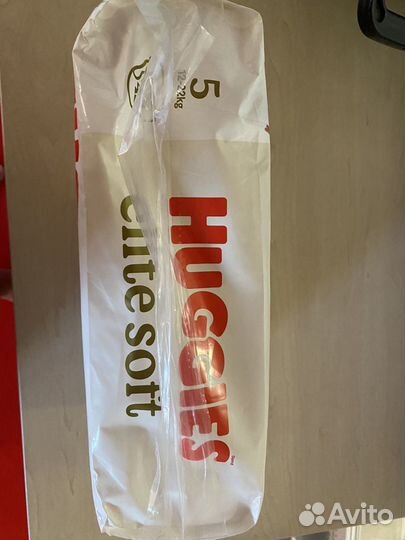 5
12-22kg
HUGGIES
elite soft
Avito